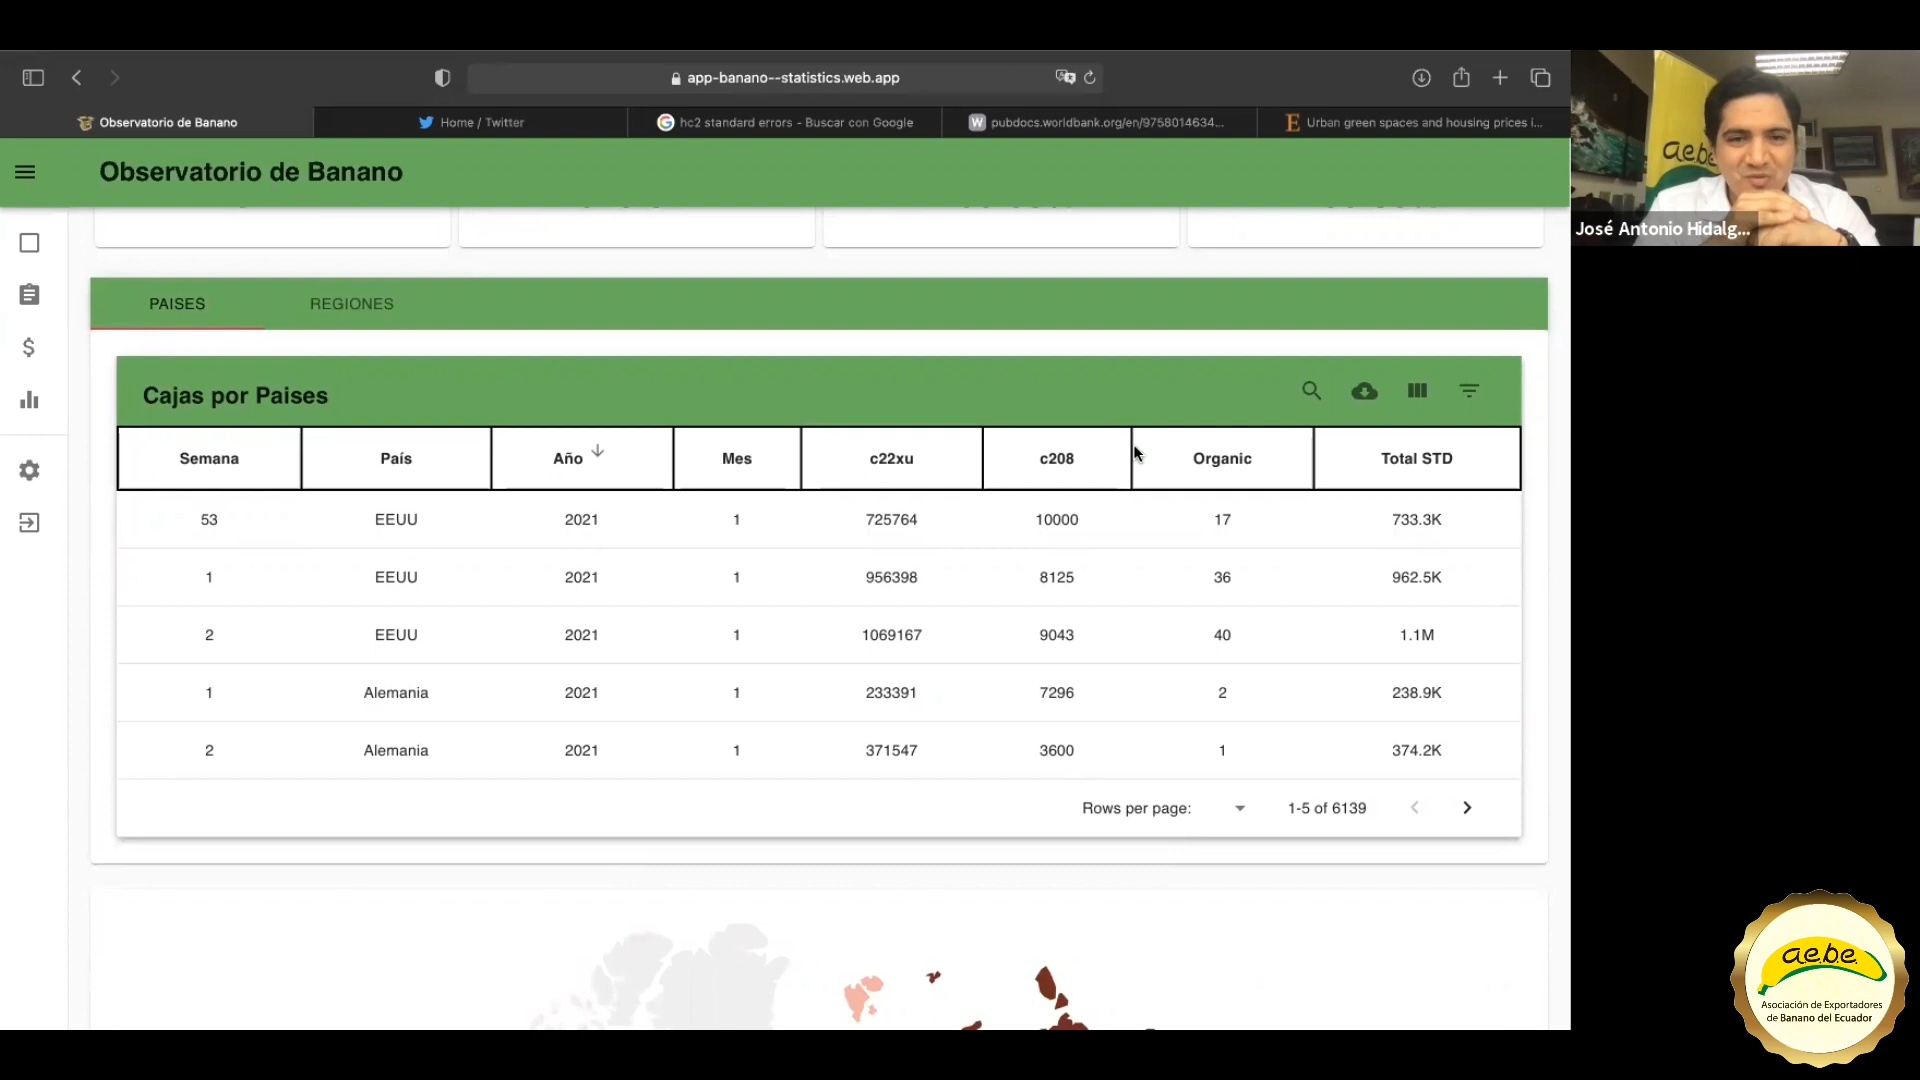 app-banano--statistics.web.app
Observatorio de Banano
Home / Twitter
hc2 standard errors - Buscar con Google
pubdocs.worldbank.org/en/9758014634...
Urban green spaces and housing prices i...
Observatorio de Banano
aebe
José Antonio Hidalg...
PAISES REGIONES
Cajas por Paises
Semana País Año Mes c22xu c208 Organic Total STD
53 EEUU 2021 1 725764 10000 17 733.3K
1 EEUU 2021 1 956398 8125 36 962.5K
2 EEUU 2021 1 1069167 9043 40 1.1M
1 Alemania 2021 1 233391 7296 2 238.9K
2 Alemania 2021 1 371547 3600 1 374.2K
Rows per page: 1-5 of 6139
a.e.b.e.
Asociación de Exportadores
de Banano del Ecuador